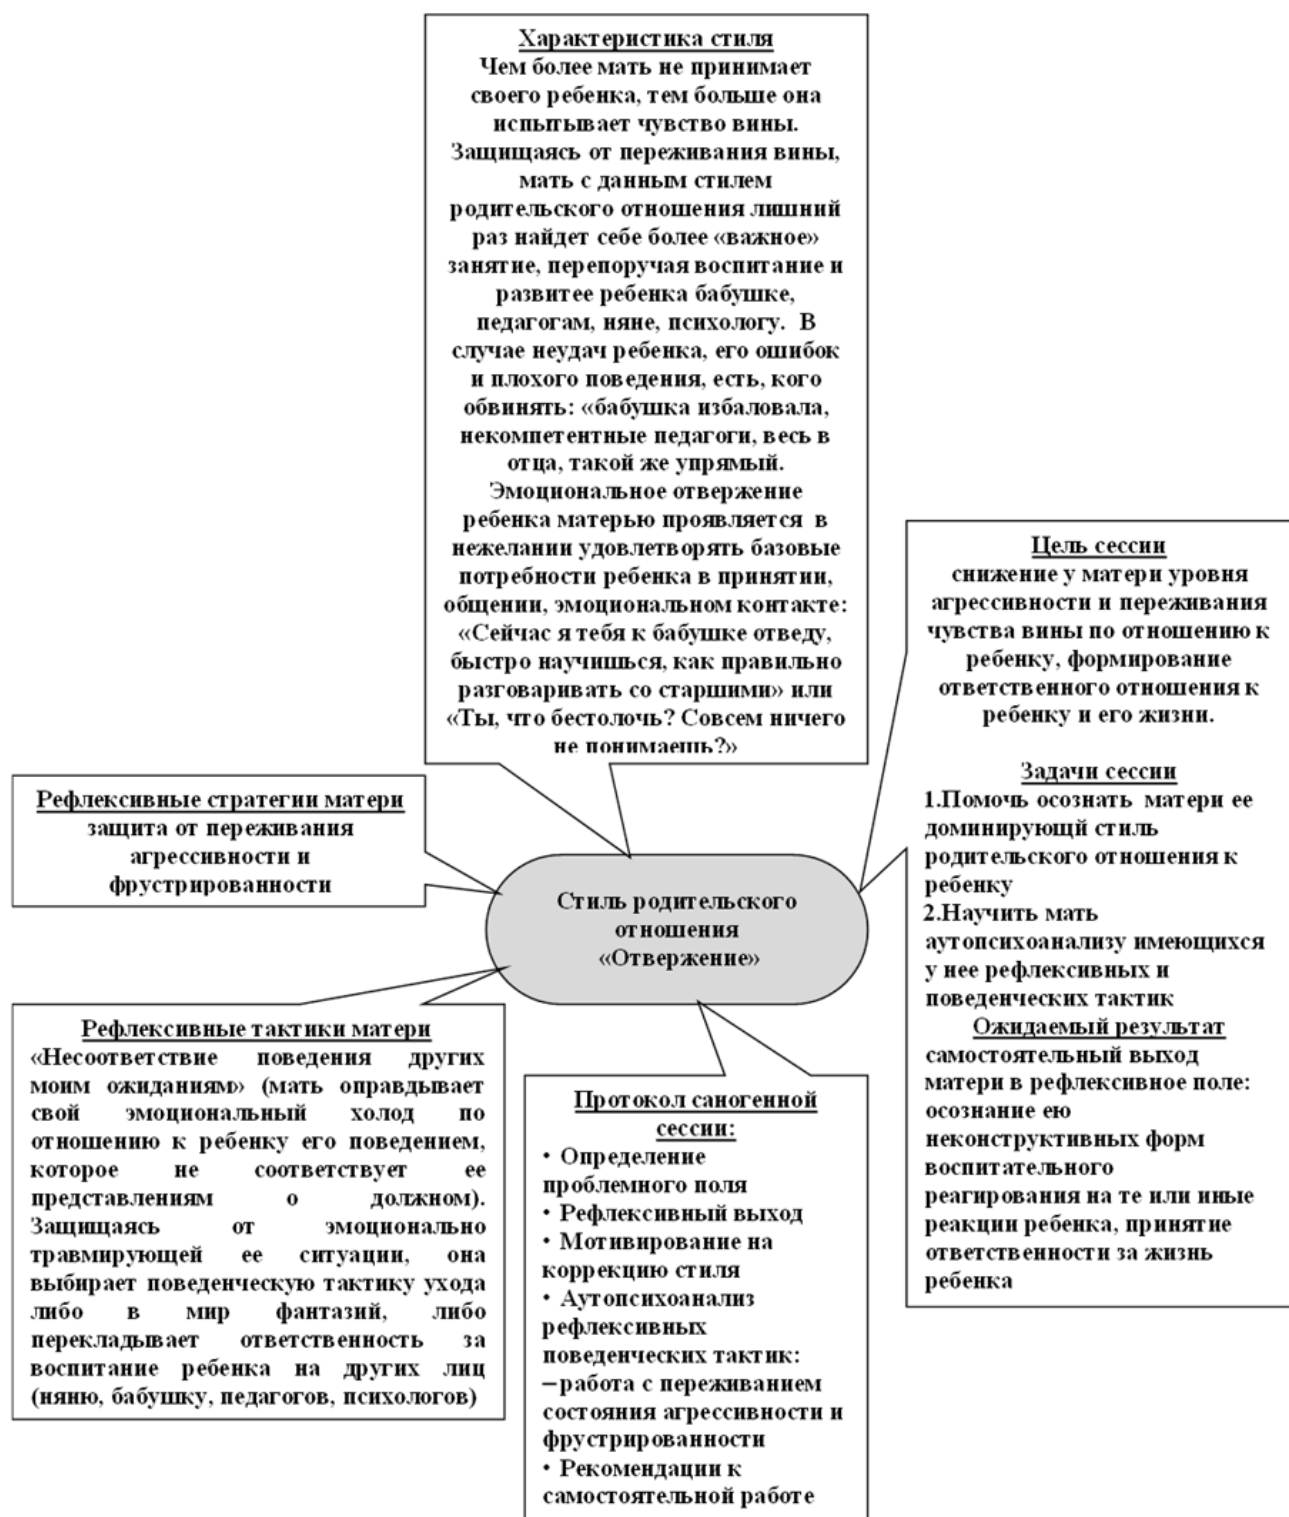 Характеристика стиля
Чем более мать не принимает
своего ребенка, тем больше она
испытывает чувство вины.
Защищаясь от переживания вины,
мать с данным стилем
родительского отношения лишний
раз найдет себе более «важное»
занятие, перепоручая воспитание и
развитее ребенка бабушке,
педагогам, няне, психологу. В
случае неудач ребенка, его ошибок
и плохого поведения, есть, кого
обвинять: «бабушка избаловала,
некомпетентные педагоги, весь в
отца, такой же упрямый.
Эмоциональное отвержение
ребенка матерью проявляется в
нежелании удовлетворять базовые
потребности ребенка в принятии,
общении, эмоциональном контакте:
«Сейчас я тебя к бабушке отведу,
быстро научишься, как правильно
разговаривать со старшими» или
«Ты, что бестолочь? Совсем ничего
не понимаешь?»
Цель сессии
снижение у матери уровня
агрессивности и переживания
чувства вины по отношению к
ребенку, формирование
ответственного отношения к
ребенку и его жизни.
Задачи сессии
1.Помочь осознать матери ее
доминирующй стиль
родительского отношения к
ребенку
2.Научить мать
аутопсихоанализу имеющихся
у нее рефлексивных и
поведенческих тактик
Ожидаемый результат
самостоятельный выход
матери в рефлексивное поле:
осознание ею
неконструктивных форм
воспитательного
реагирования на те или иные
реакции ребенка, принятие
ответственности за жизнь
ребенка
Рефлексивные стратегии матери
защита от переживания
агрессивности и
фрустрированности
Стиль родительского
отношения
«Отвержение»
Рефлексивные тактики матери
«Несоответствие поведения других
моим ожиданиям» (мать оправдывает
свой эмоциональный холод по
отношению к ребенку его поведением,
которое не соответствует ее
представлениям о должном).
Защищаясь от эмоционально
травмирующей ее ситуации, она
выбирает поведенческую тактику ухода
либо в мир фантазий, либо
перекладывает ответственность за
воспитание ребенка на других лиц
(няню, бабушку, педагогов, психологов)
Протокол саногенной
сессии:
• Определение
проблемного поля
• Рефлексивный выход
• Мотивирование на
коррекцию стиля
• Аутопсихоанализ
рефлексивных
поведенческих тактик:
–работа с переживанием
состояния агрессивности и
фрустрированности
• Рекомендации к
самостоятельной работе